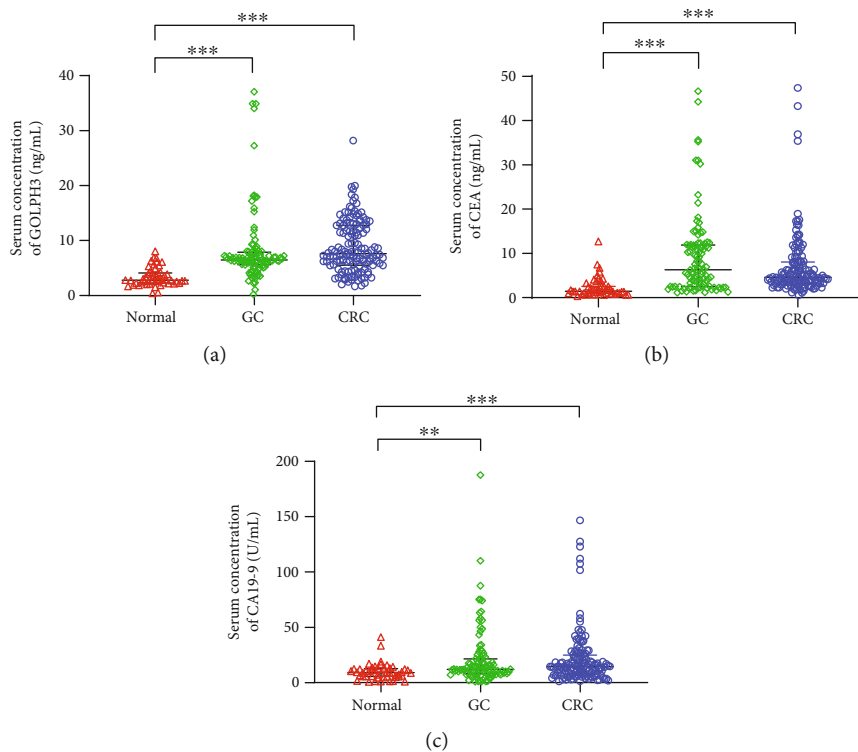 ***
***
40
30
20
10
0
Serum concentration
of GOLPH3 (ng/mL)
Normal GC CRC
(a)
***
***
50
40
30
20
10
0
Serum concentration
of CEA (ng/mL)
Normal GC CRC
(b)
***
**
200
150
100
50
0
Serum concentration
of CA19-9 (U/mL)
Normal GC CRC
(c)